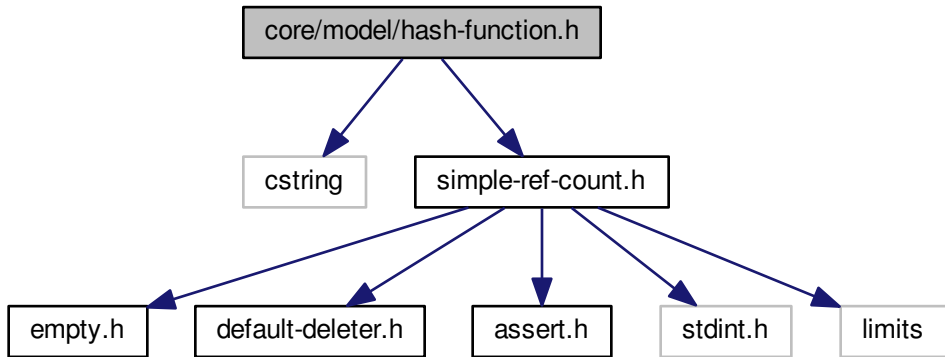 core/model/hash-function.h
cstring
simple-ref-count.h
empty.h
default-deleter.h
assert.h
stdint.h
limits